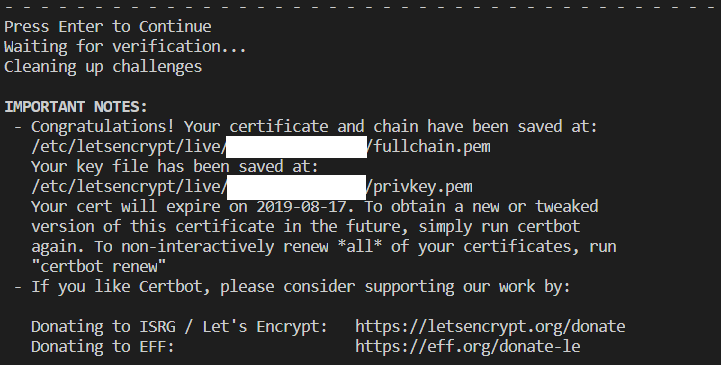 - - - - - - - - - - - - - - - - - - - - - - - - - - - - - - - - - - - - - - - -
Press Enter to Continue
Waiting for verification...
Cleaning up challenges
IMPORTANT NOTES:
- Congratulations! Your certificate and chain have been saved at:
/etc/letsencrypt/live/ /fullchain.pem
Your key file has been saved at:
/etc/letsencrypt/live/ /privkey.pem
Your cert will expire on 2019-08-17. To obtain a new or tweaked
version of this certificate in the future, simply run certbot
again. To non-interactively renew *all* of your certificates, run
"certbot renew"
- If you like Certbot, please consider supporting our work by:
Donating to ISRG / Let's Encrypt: https://letsencrypt.org/donate
Donating to EFF: https://eff.org/donate-le